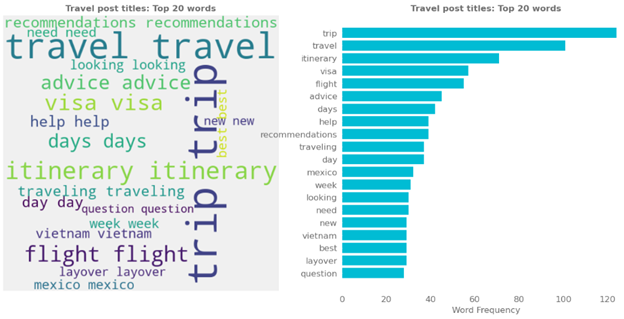 Travel post titles: Top 20 words
recommendations recommendations
need need
travel travel
looking looking
advice advice
visa visa
best best
help help
new new
days days
trip trip
itinerary itinerary
traveling traveling
day day
question question
week week
vietnam vietnam
flight flight
layover layover
mexico mexico
Travel post titles: Top 20 words
trip
travel
itinerary
visa
flight
advice
days
help
recommendations
traveling
day
mexico
week
looking
need
new
vietnam
best
layover
question
0 20 40 60 80 100 120
Word Frequency